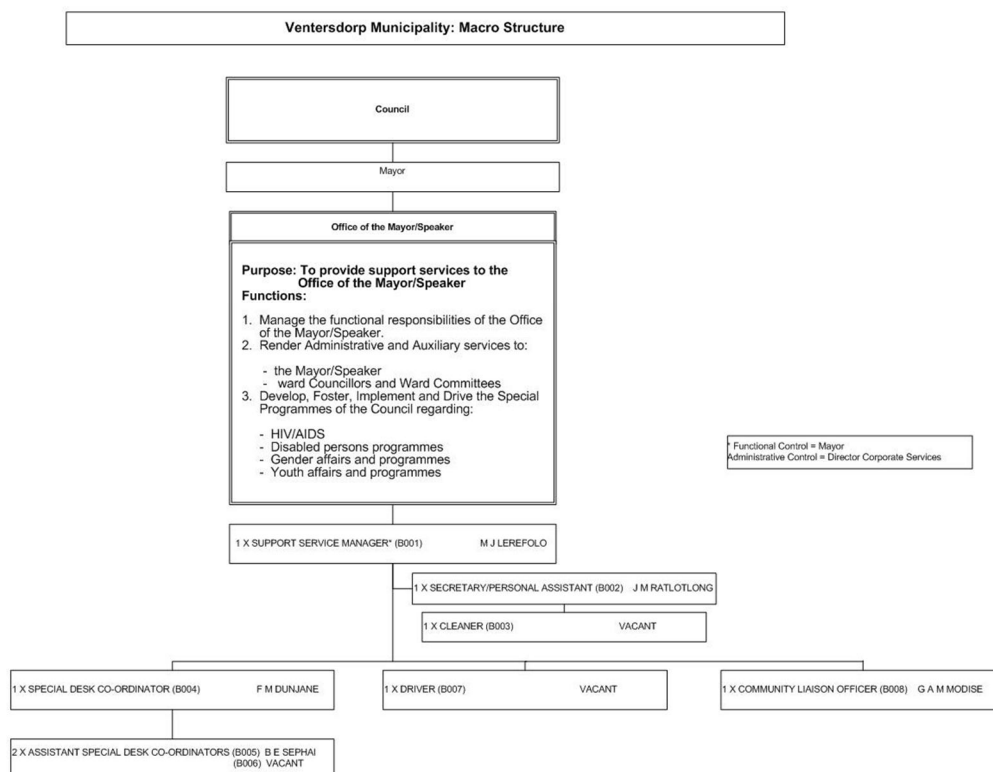 Ventersdorp Municipality: Macro Structure
Council
Mayor
Office of the Mayor/Speaker
Purpose: To provide support services to the
Office of the Mayor/Speaker
Functions:
1. Manage the functional responsibilities of the Office
of the Mayor/Speaker.
2. Render Administrative and Auxiliary services to:
- the Mayor/Speaker
- ward Councillors and Ward Committees
3. Develop, Foster, Implement and Drive the Special
Programmes of the Council regarding:
- HIV/AIDS
- Disabled persons programmes
- Gender affairs and programmes
- Youth affairs and programmes
* Functional Control = Mayor
Administrative Control = Director Corporate Services
1 X SUPPORT SERVICE MANAGER* (B001) M J LEREFOLO
1 X SECRETARY/PERSONAL ASSISTANT (B002) J M RATLOTLONG
1 X CLEANER (B003) VACANT
1 X SPECIAL DESK CO-ORDINATOR (B004) F M DUNJANE
1 X DRIVER (B007) VACANT
1 X COMMUNITY LIAISON OFFICER (B008) G A M MODISE
2 X ASSISTANT SPECIAL DESK CO-ORDINATORS (B005) B E SEPHAI
(B006) VACANT